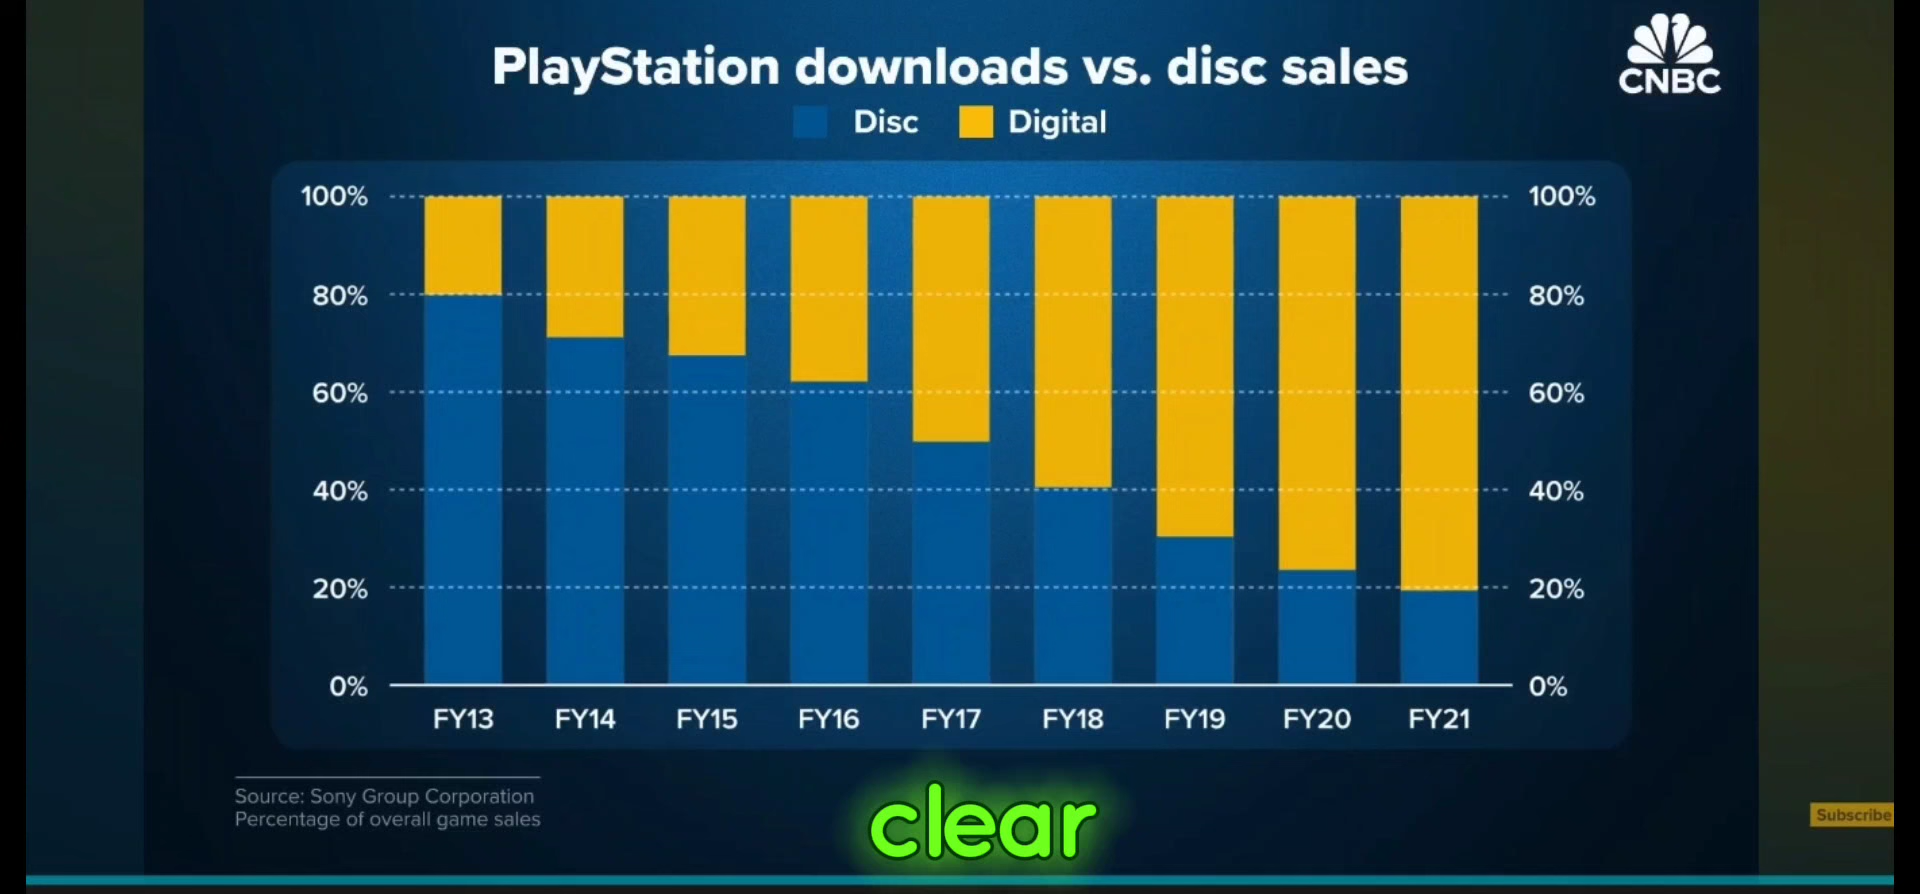 PlayStation downloads vs. disc sales
CNBC
Disc Digital
100% 100%
80% 80%
60% 60%
40% 40%
20% 20%
0% 0%
FY13 FY14 FY15 FY16 FY17 FY18 FY19 FY20 FY21
Source: Sony Group Corporation
Percentage of overall game sales
clear
Subscribe